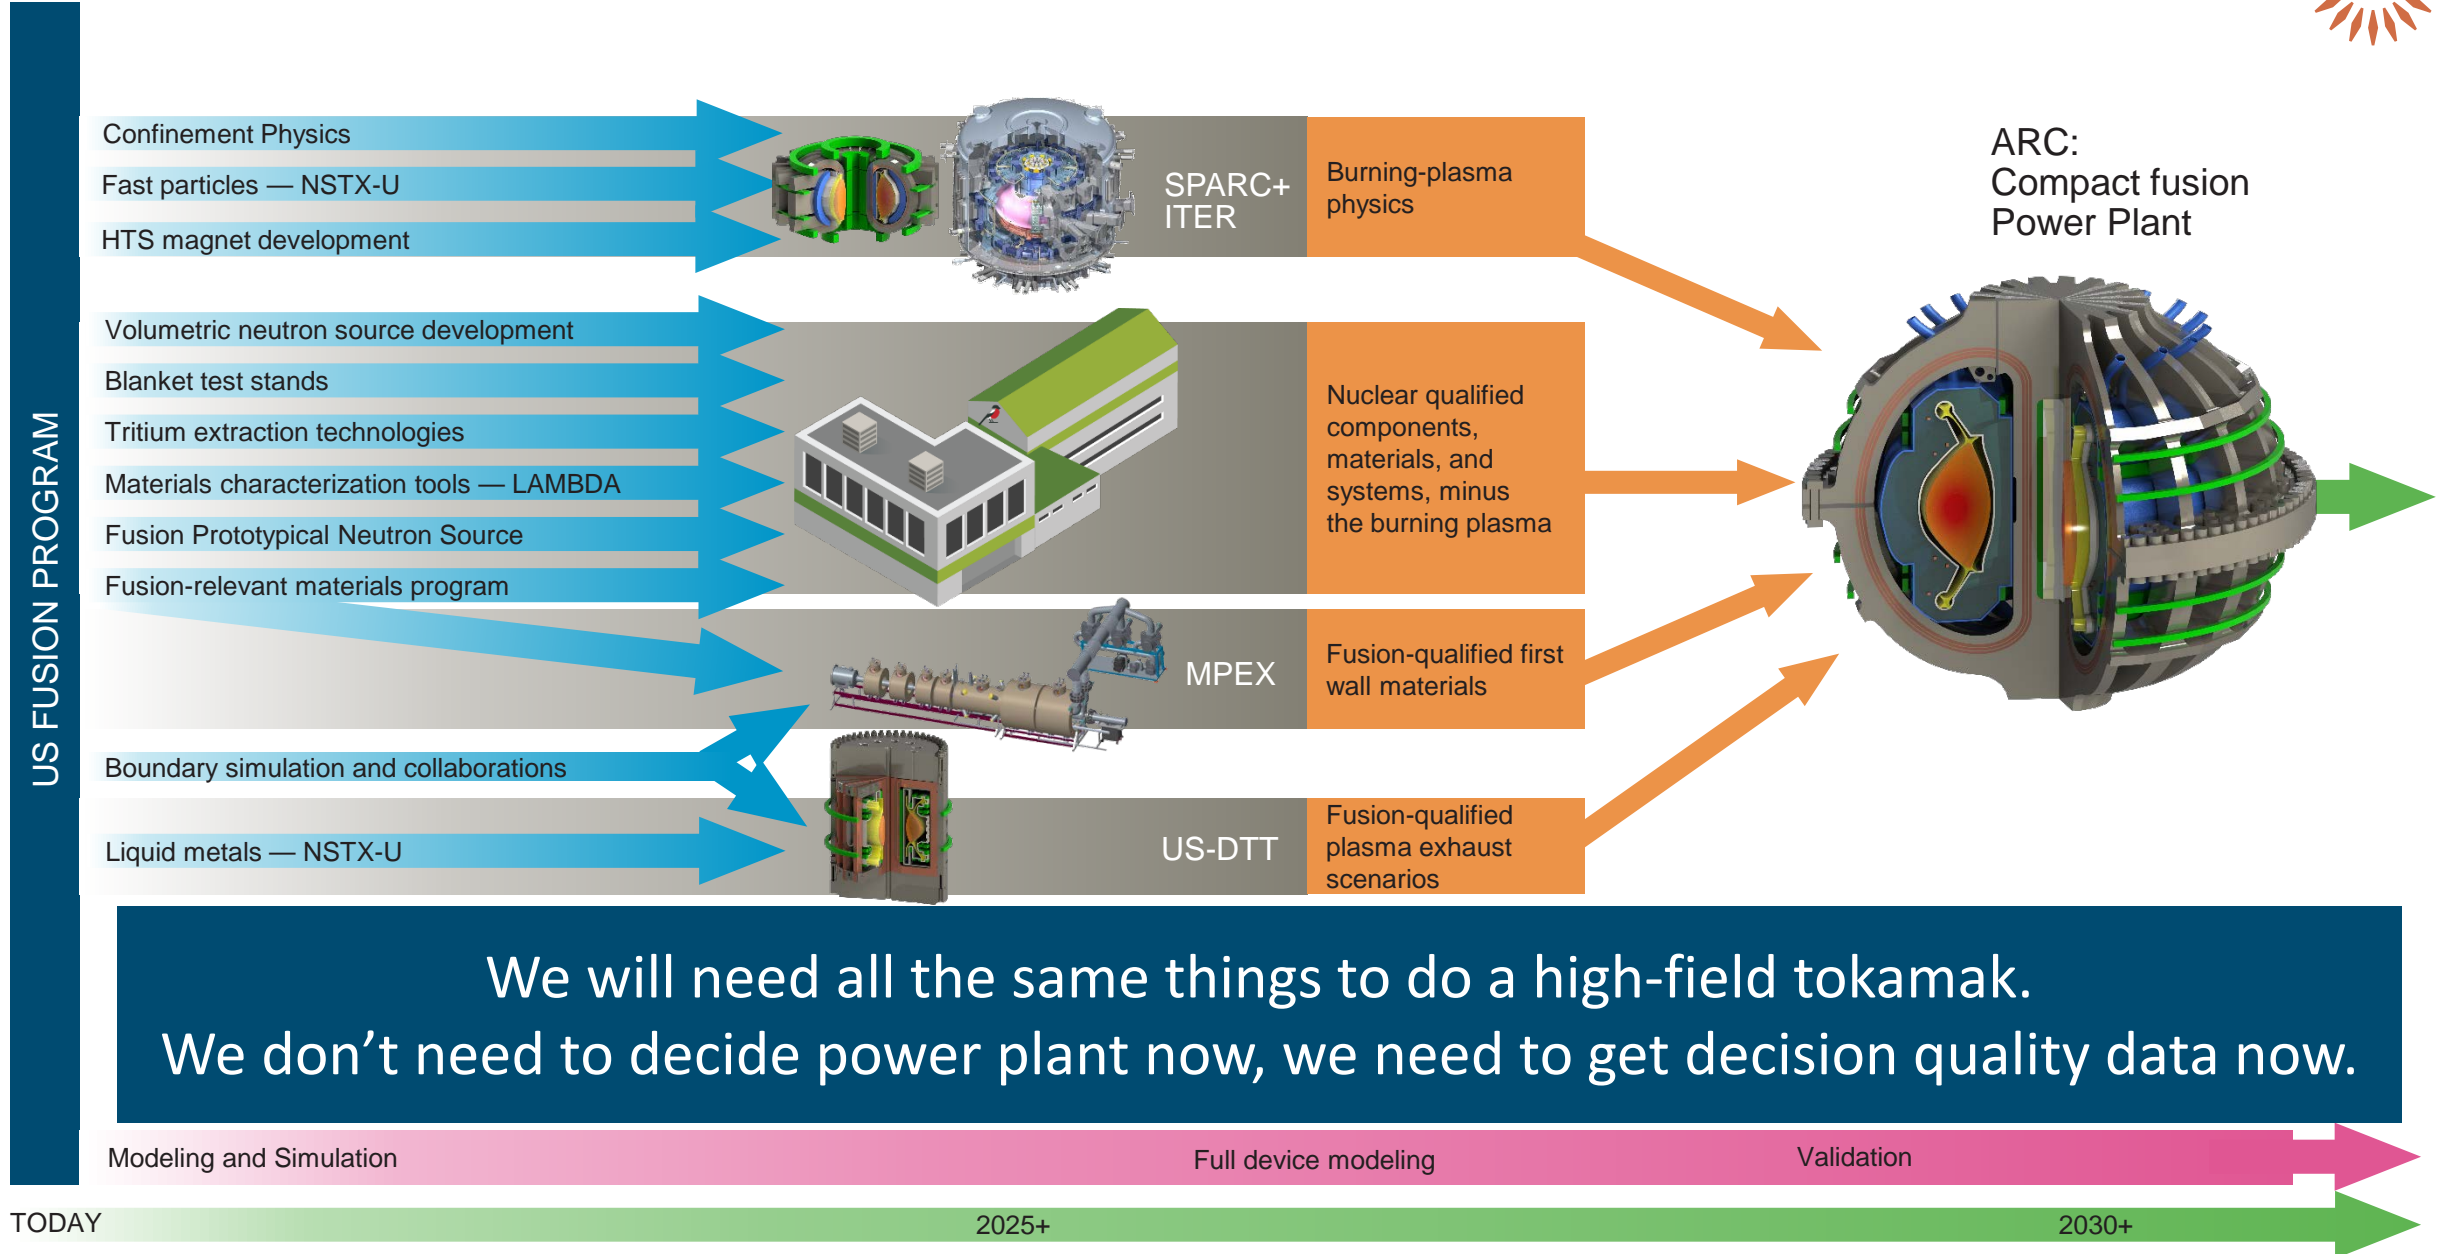 US FUSION PROGRAM
Confinement Physics
Fast particles — NSTX-U
HTS magnet development
SPARC+
ITER
Burning-plasma
physics
ARC:
Compact fusion
Power Plant
Volumetric neutron source development
Blanket test stands
Tritium extraction technologies
Materials characterization tools — LAMBDA
Fusion Prototypical Neutron Source
Fusion-relevant materials program
Nuclear qualified
components,
materials, and
systems, minus
the burning plasma
MPEX
Fusion-qualified first
wall materials
Boundary simulation and collaborations
Liquid metals — NSTX-U
US-DTT
Fusion-qualified
plasma exhaust
scenarios
We will need all the same things to do a high-field tokamak.
We don’t need to decide power plant now, we need to get decision quality data now.
Modeling and Simulation
Full device modeling
Validation
TODAY
2025+
2030+